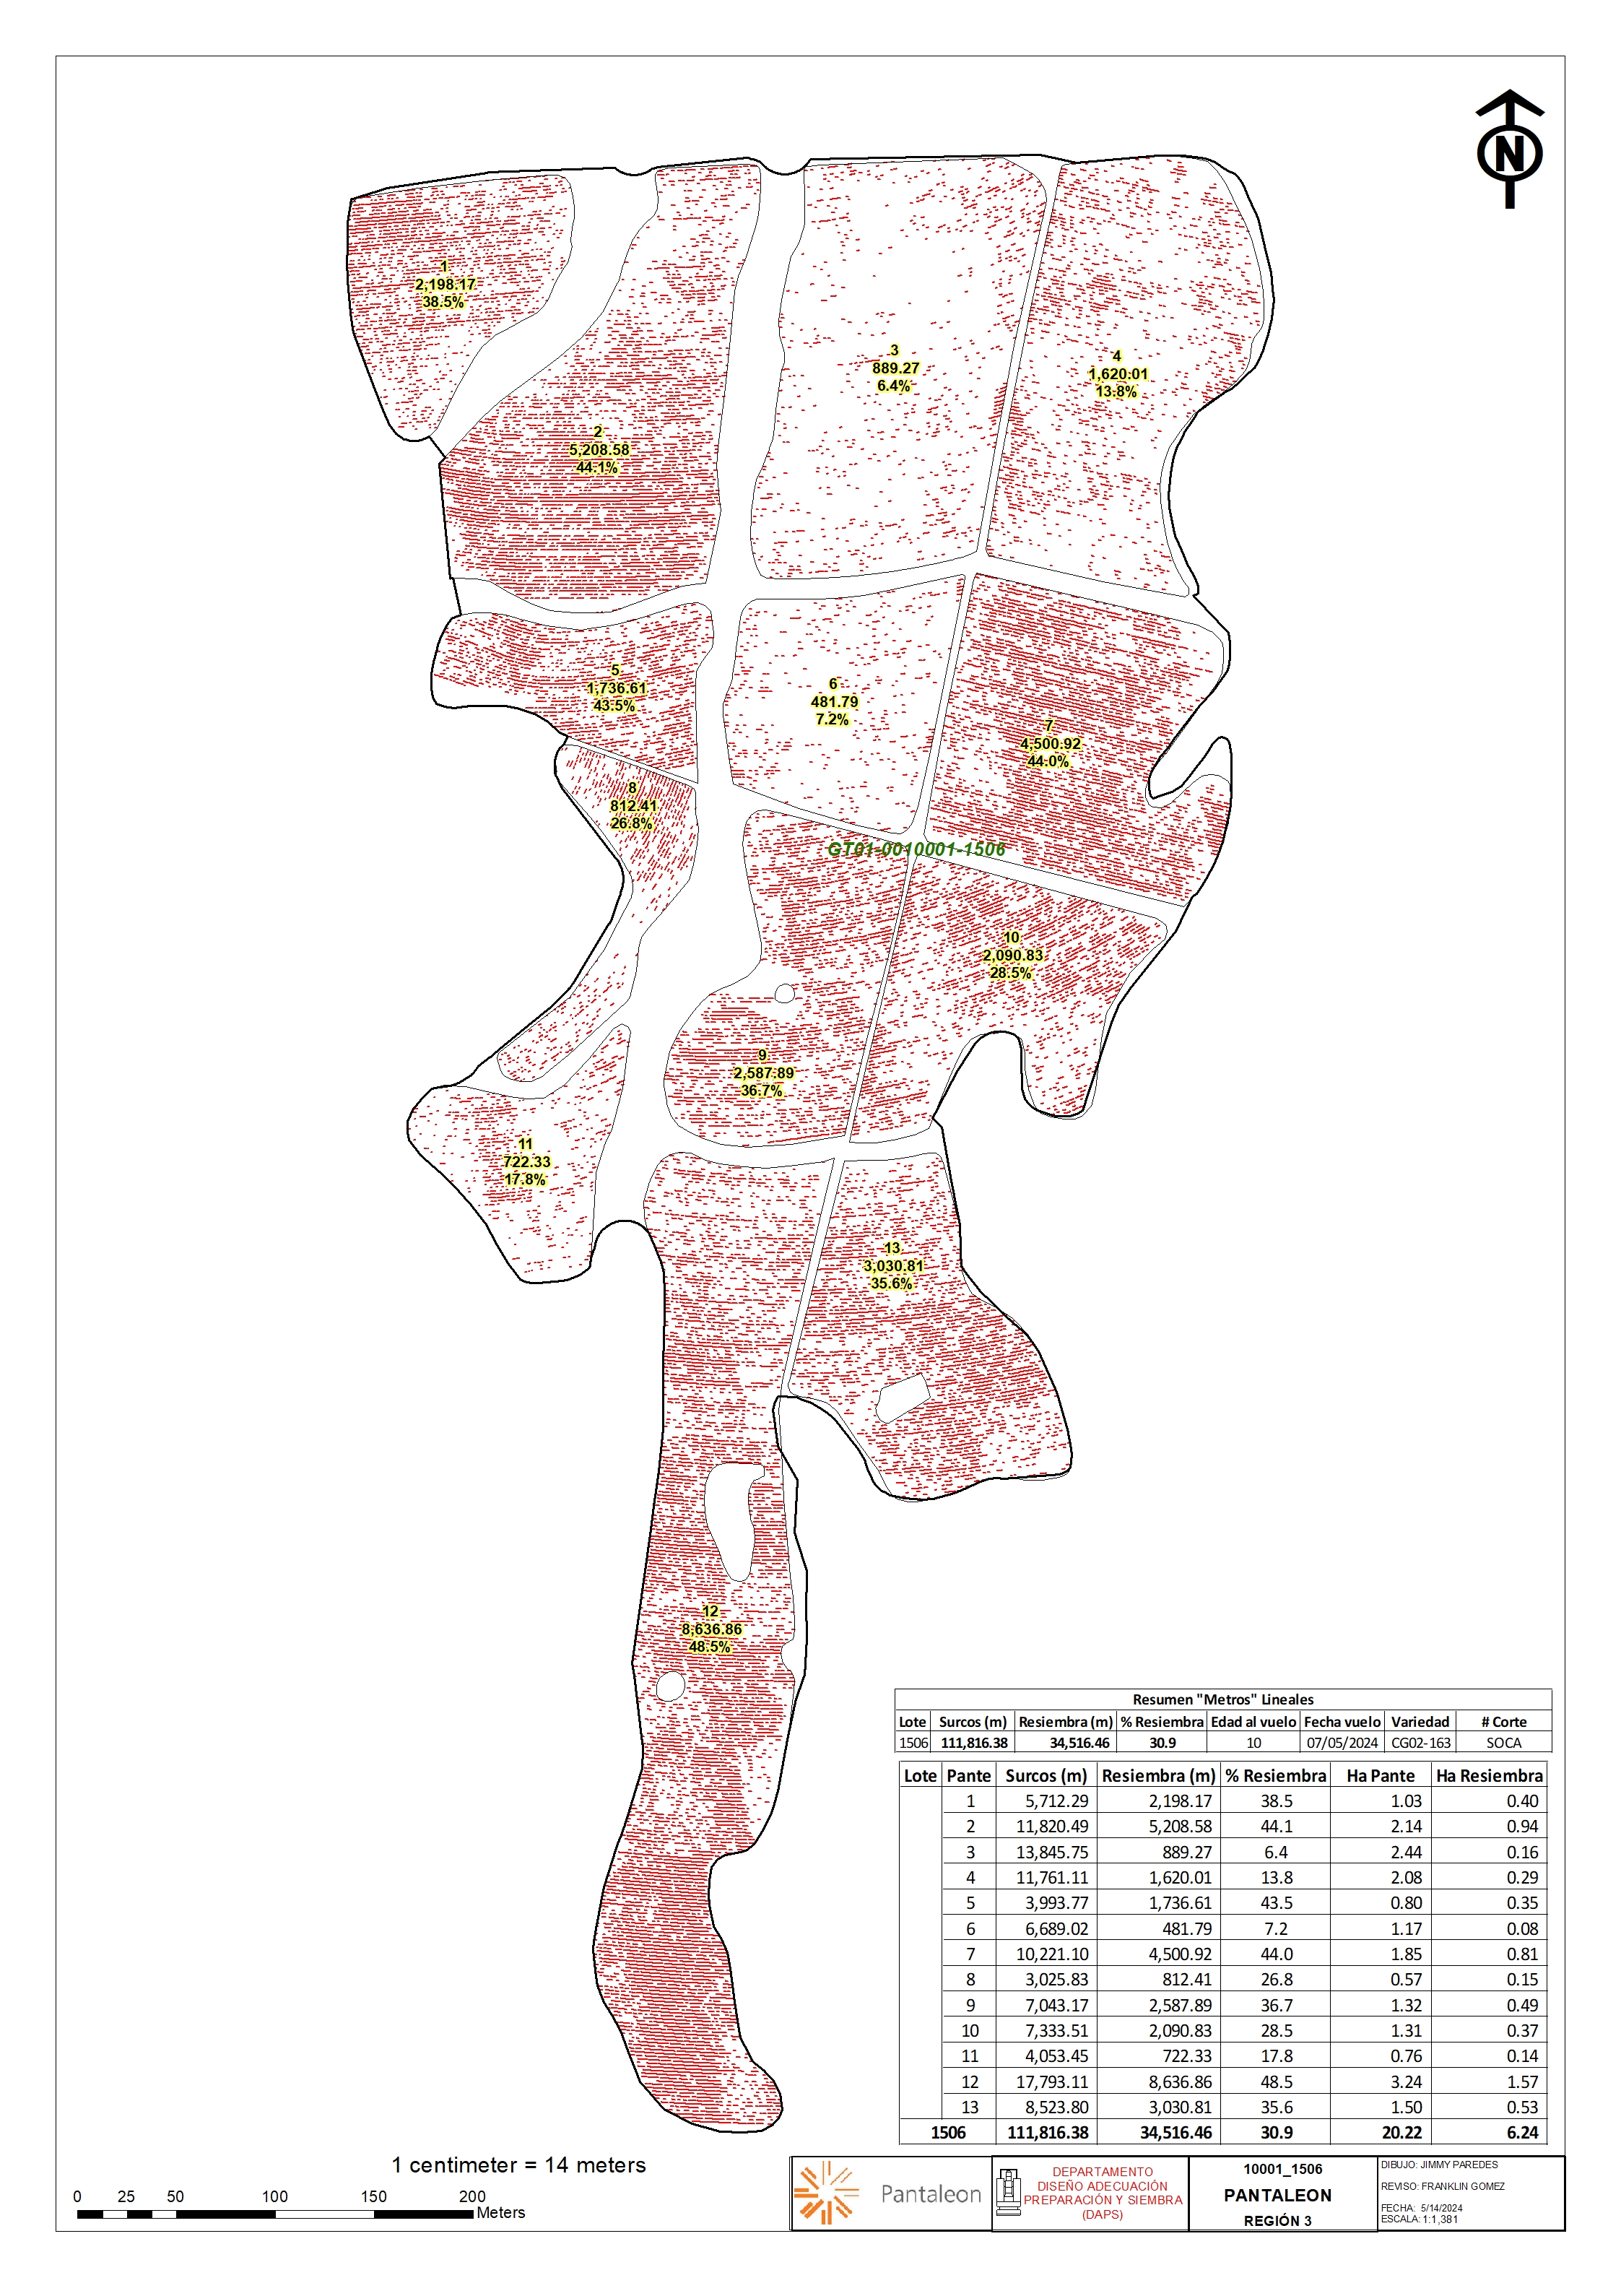 N
1
2,198.17
38.5%
2
5,208.58
44.1%
3
889.27
6.4%
4
1,620.01
13.8%
5
1,736.61
43.5%
6
481.79
7.2%
7
4,500.92
44.0%
8
812.41
26.8%
GT01-0010001-1506
10
2,090.83
28.5%
9
2,587.89
36.7%
11
722.33
17.8%
13
3,030.81
35.6%
12
8,636.86
48.5%
Resumen "Metros" Lineales
Lote Surcos (m) Resiembra (m) % Resiembra Edad al vuelo Fecha vuelo Variedad # Corte
1506 111,816.38 34,516.46 30.9 10 07/05/2024 CG02-163 SOCA
Lote Pante Surcos (m) Resiembra (m) % Resiembra Ha Pante Ha Resiembra
1 5,712.29 2,198.17 38.5 1.03 0.40
2 11,820.49 5,208.58 44.1 2.14 0.94
3 13,845.75 889.27 6.4 2.44 0.16
4 11,761.11 1,620.01 13.8 2.08 0.29
5 3,993.77 1,736.61 43.5 0.80 0.35
6 6,689.02 481.79 7.2 1.17 0.08
7 10,221.10 4,500.92 44.0 1.85 0.81
8 3,025.83 812.41 26.8 0.57 0.15
9 7,043.17 2,587.89 36.7 1.32 0.49
10 7,333.51 2,090.83 28.5 1.31 0.37
11 4,053.45 722.33 17.8 0.76 0.14
12 17,793.11 8,636.86 48.5 3.24 1.57
13 8,523.80 3,030.81 35.6 1.50 0.53
1506 111,816.38 34,516.46 30.9 20.22 6.24
1 centimeter = 14 meters
0 25 50 100 150 200
Meters
Pantaleon
DEPARTAMENTO
DISEÑO ADECUACIÓN
PREPARACIÓN Y SIEMBRA
(DAPS)
10001_1506
PANTALEON
REGIÓN 3
DIBUJO: JIMMY PAREDES
REVISO: FRANKLIN GOMEZ
FECHA: 5/14/2024
ESCALA: 1:1,381